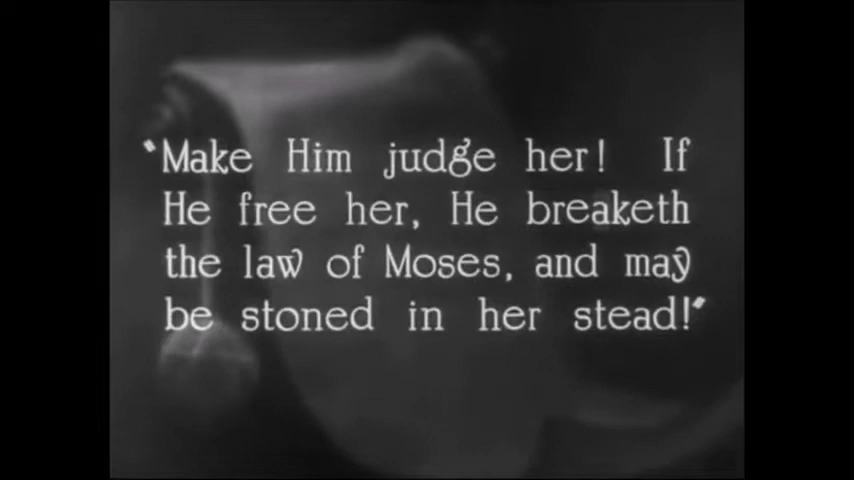 "Make Him judge her! If
He free her, He breaketh
the law of Moses, and may
be stoned in her stead!"